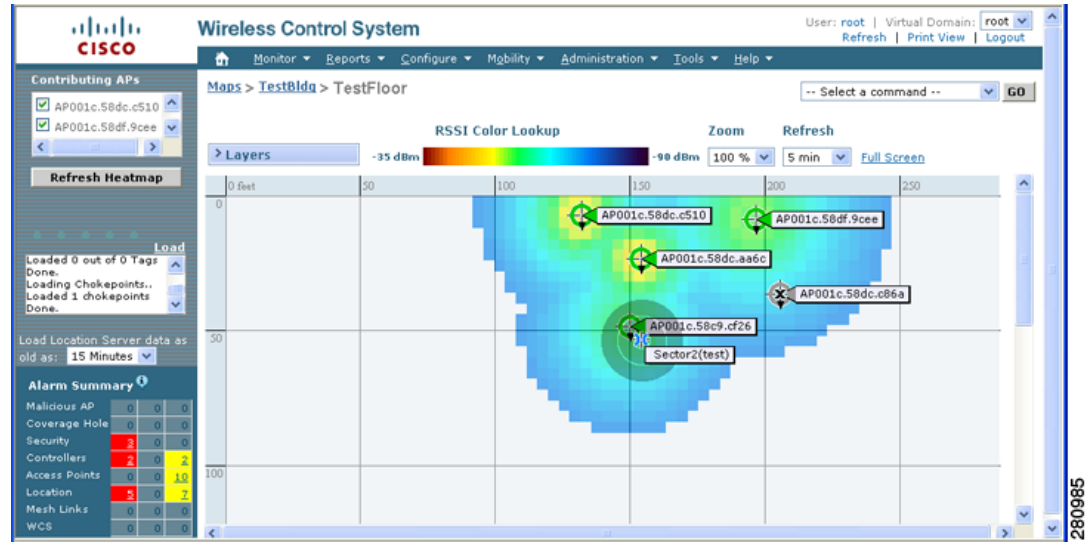 CISCO
Wireless Control System
User: root | Virtual Domain: root
Refresh | Print View | Logout
Monitor Reports Configure Mobility Administration Tools Help
Contributing APs
AP001c.58dc.c510
AP001c.58df.9cee
Refresh Heatmap
Load
Loaded 0 out of 0 Tags
Done.
Loading Chokepoints..
Loaded 1 chokepoints
Done.
Load Location Server data as
old as: 15 Minutes
Alarm Summary
Malicious AP 0 0 0
Coverage Hole 0 0 0
Security 0 0
Controllers 0 2
Access Points 0 0 10
Location 0 7
Mesh Links 0 0 0
WCS 0 0 0
Maps > TestBldg > TestFloor
-- Select a command -- GO
RSSI Color Lookup Zoom Refresh
> Layers -35 dBm -90 dBm 100 % 5 min Full Screen
0 feet 50 100 150 200 250
0
50
100
AP001c.58dc.c510
AP001c.58df.9cee
AP001c.58dc.aa6c
AP001c.58dc.c86a
AP001c.58c9.cf26
Sector2(test)
280985